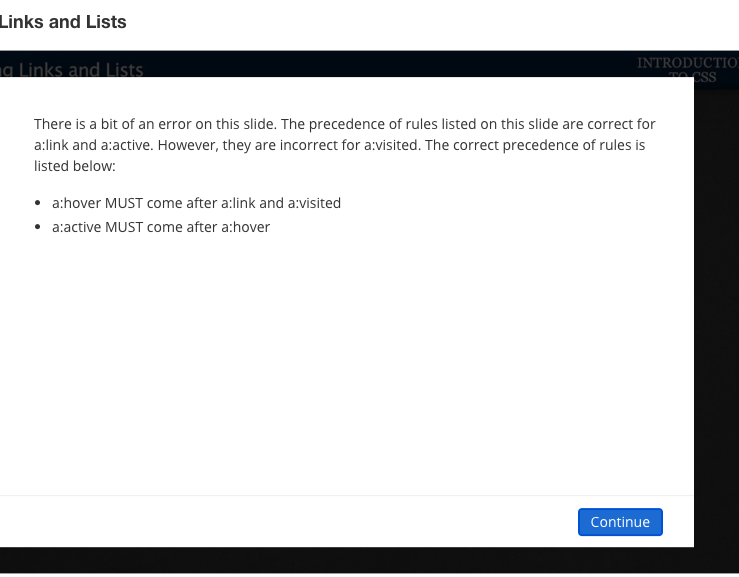 Links and Lists
g Links and Lists
INTRODUCTIO
TO CSS
There is a bit of an error on this slide. The precedence of rules listed on this slide are correct for
a:link and a:active. However, they are incorrect for a:visited. The correct precedence of rules is
listed below:
• a:hover MUST come after a:link and a:visited
• a:active MUST come after a:hover
Continue